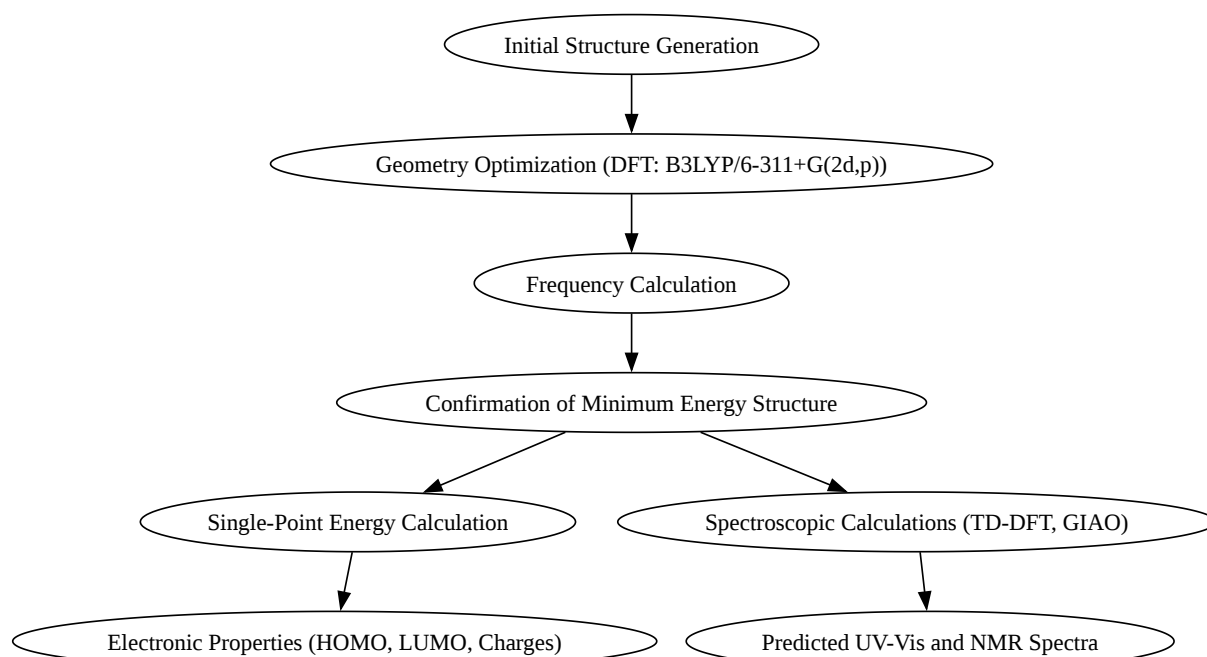 Initial Structure Generation
Geometry Optimization (DFT: B3LYP/6-311+G(2d,p))
Frequency Calculation
Confirmation of Minimum Energy Structure
Single-Point Energy Calculation
Spectroscopic Calculations (TD-DFT, GIAO)
Electronic Properties (HOMO, LUMO, Charges)
Predicted UV-Vis and NMR Spectra